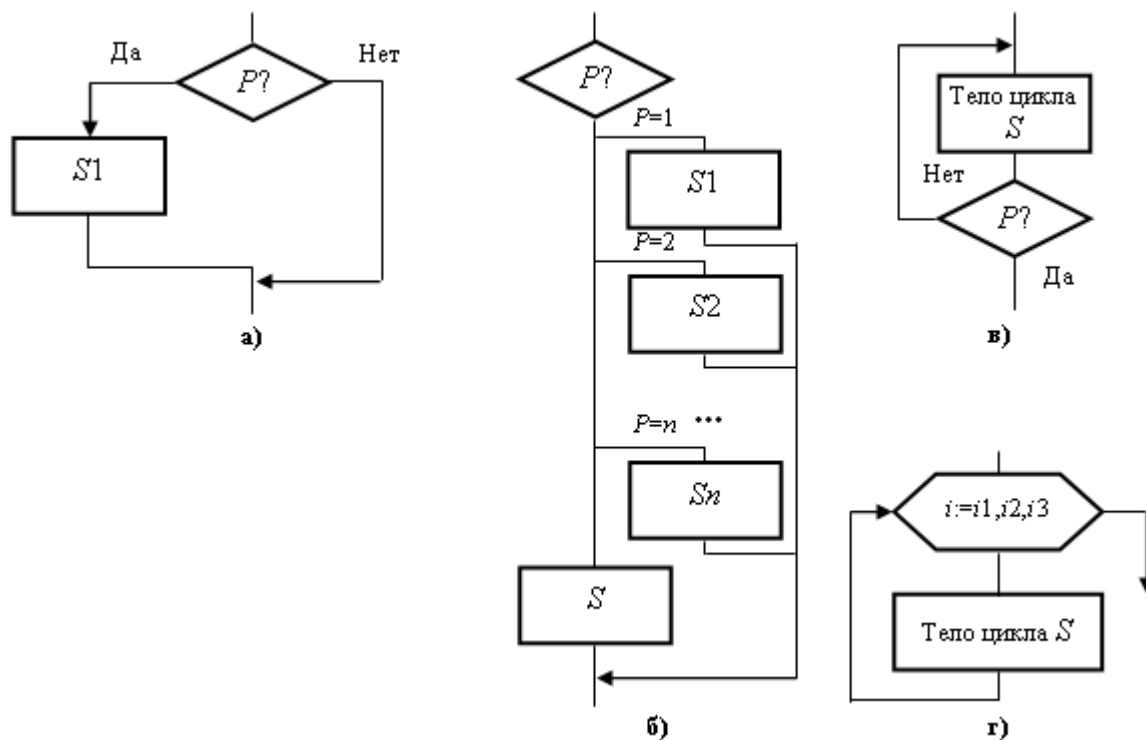 Да
Нет
P?
S1
а)
P?
P=1
S1
P=2
S2
P=n ...
Sn
S
б)
Тело цикла
S
Нет
P?
Да
в)
i:=i1,i2,i3
Тело цикла S
г)